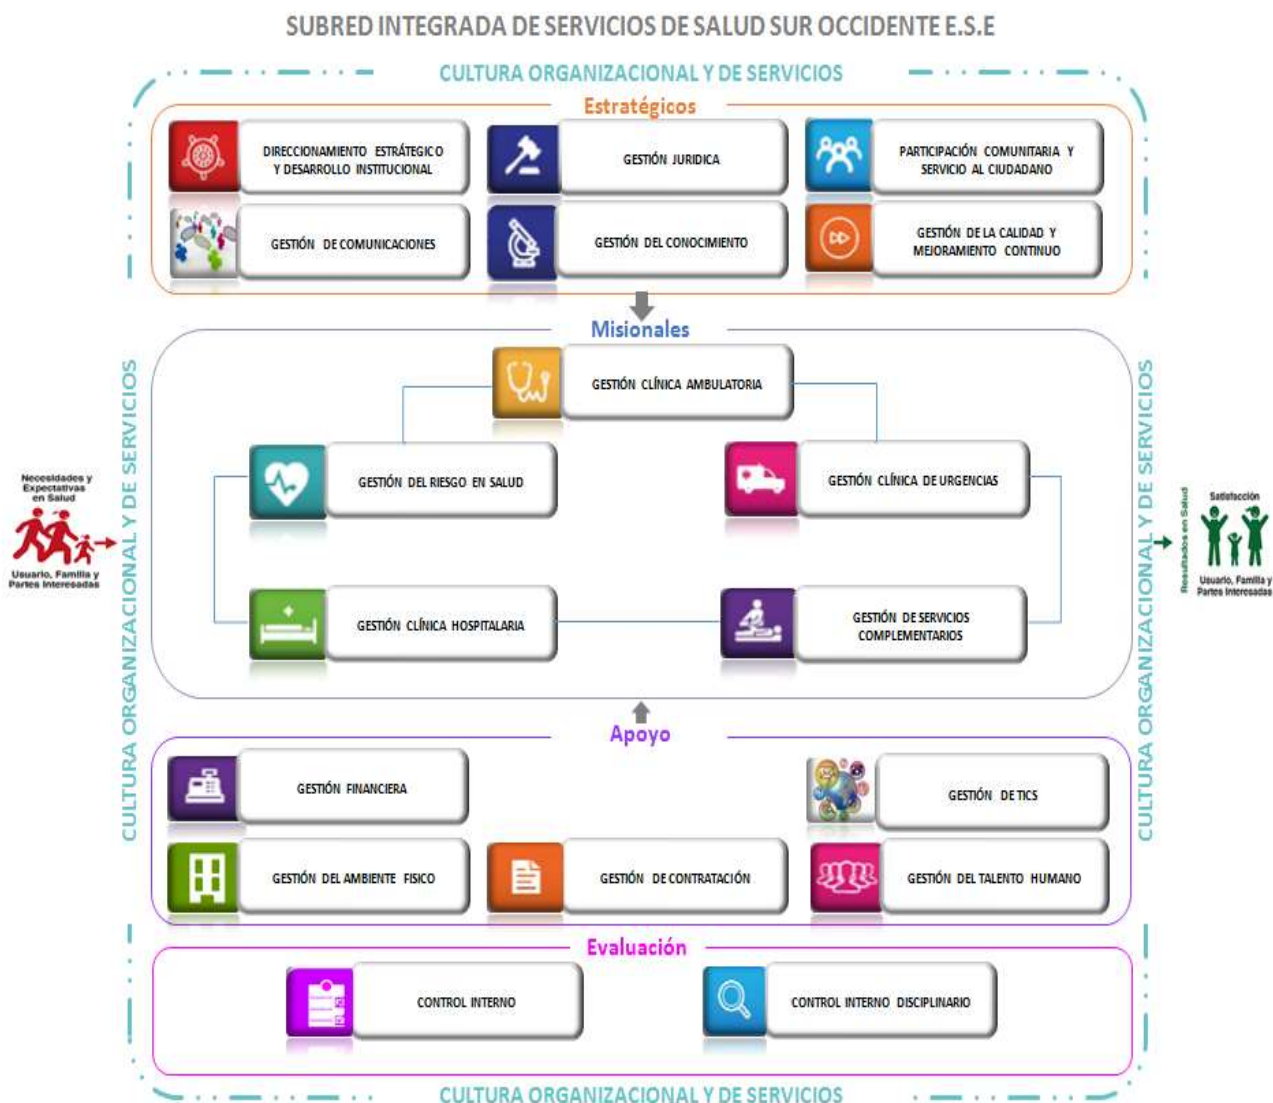 SUBRED INTEGRADA DE SERVICIOS DE SALUD SUR OCCIDENTE E.S.E
CULTURA ORGANIZACIONAL Y DE SERVICIOS
Estratégicos
DIRECCIONAMIENTO ESTRÁTEGICO
Y DESARROLLO INSTITUCIONAL
GESTIÓN JURIDICA
PARTICIPACIÓN COMUNITARIA Y
SERVICIO AL CIUDADANO
GESTIÓN DE COMUNICACIONES
GESTIÓN DEL CONOCIMIENTO
GESTIÓN DE LA CALIDAD Y
MEJORAMIENTO CONTINUO
Misionales
GESTIÓN CLÍNICA AMBULATORIA
GESTIÓN DEL RIESGO EN SALUD
GESTIÓN CLÍNICA DE URGENCIAS
GESTIÓN CLÍNICA HOSPITALARIA
GESTIÓN DE SERVICIOS
COMPLEMENTARIOS
Necesidades y
Expectativas
en Salud
Usuario, Familia y
Partes Interesadas
CULTURA ORGANIZACIONAL Y DE SERVICIOS
CULTURA ORGANIZACIONAL Y DE SERVICIOS
Resultados en Salud
Satisfacción
Usuario, Familia y
Partes Interesadas
Apoyo
GESTIÓN FINANCIERA
GESTIÓN DE TICS
GESTIÓN DEL AMBIENTE FISICO
GESTIÓN DE CONTRATACIÓN
GESTIÓN DEL TALENTO HUMANO
Evaluación
CONTROL INTERNO
CONTROL INTERNO DISCIPLINARIO
CULTURA ORGANIZACIONAL Y DE SERVICIOS